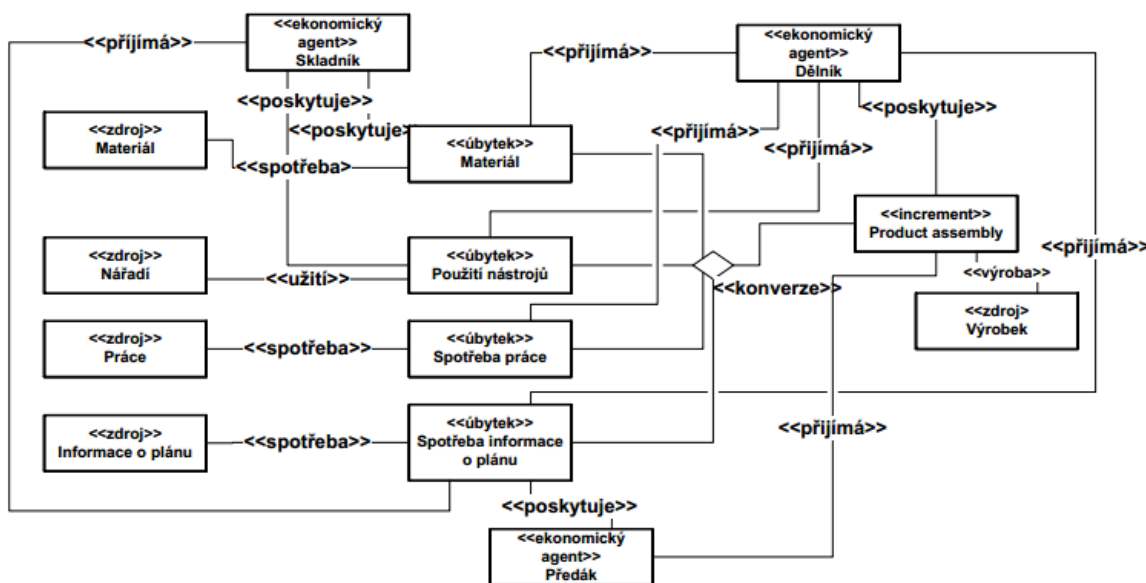 <<ekonomický
agent>>
Skladník
<<přijímá>>
<<ekonomický
agent>>
Dělník
<<přijímá>>
<<poskytuje>>
<<poskytuje>>
<<poskytuje>>
<<přijímá>>
<<přijímá>>
<<zdroj>>
Materiál
<<spotřeba>
<<úbytek>>
Materiál
<<increment>>
Product assembly
<<přijímá>>
<<výroba>>
<<zdroj>
Výrobek
<<zdroj>>
Nářadí
<<užití>>
<<úbytek>>
Použití nástrojů
<<konverze>>
<<zdroj>>
Práce
<<spotřeba>>
<<úbytek>>
Spotřeba práce
<<zdroj>>
Informace o plánu
<<spotřeba>>
<<úbytek>>
Spotřeba informace
o plánu
<<přijímá>>
<<poskytuje>>
<<ekonomický
agent>>
Předák